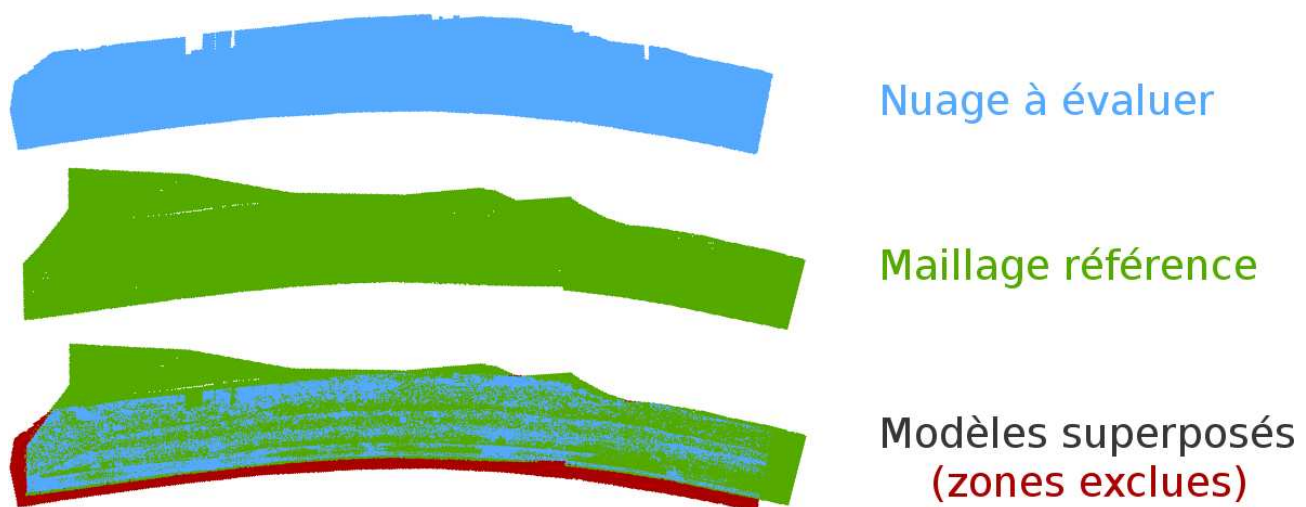 Nuage à évaluer
Maillage référence
Modèles superposés
(zones exclues)